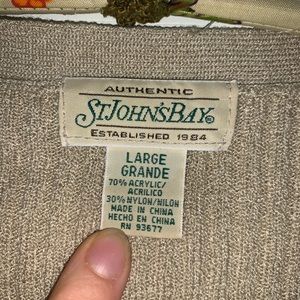 AUTHENTIC
ST. JOHN'S BAY®
ESTABLISHED 1984
LARGE
GRANDE
70% ACRYLIC/
ACRILICO
30% NYLON/NILON
MADE IN CHINA
HECHO EN CHINA
RN 93677